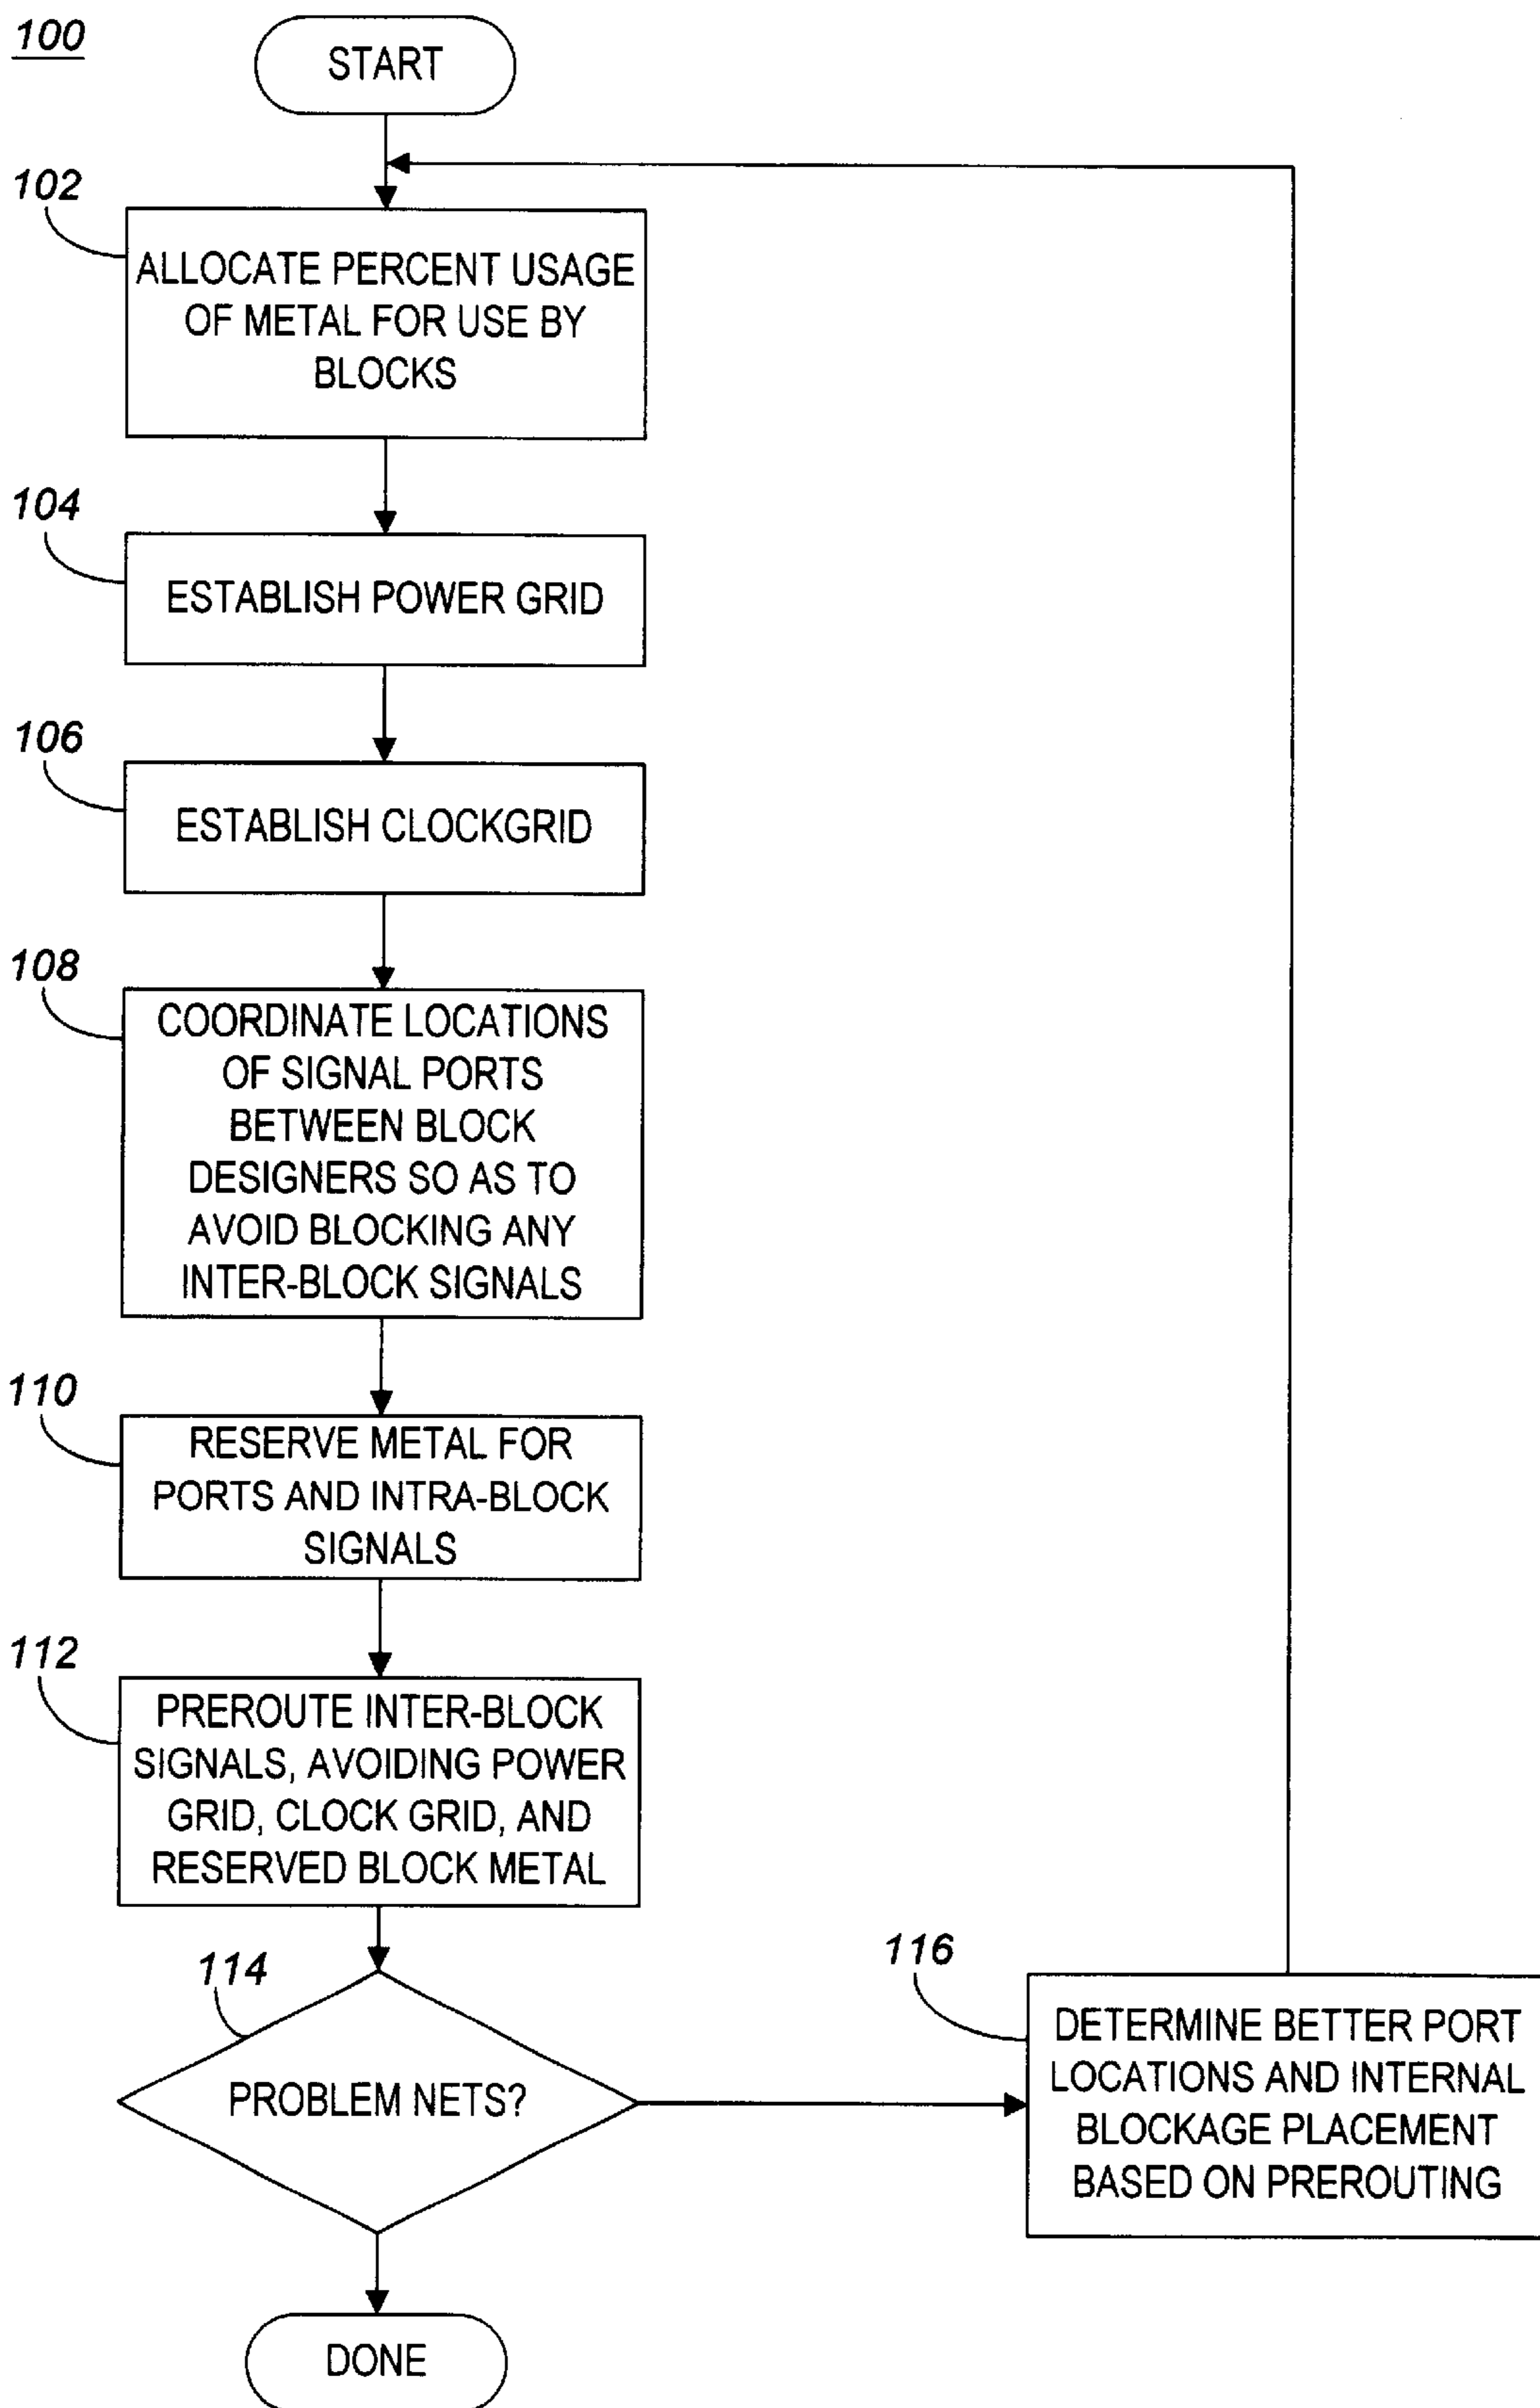 100
START
102
ALLOCATE PERCENT USAGE
OF METAL FOR USE BY
BLOCKS
104
ESTABLISH POWER GRID
106
ESTABLISH CLOCKGRID
108
COORDINATE LOCATIONS
OF SIGNAL PORTS
BETWEEN BLOCK
DESIGNERS SO AS TO
AVOID BLOCKING ANY
INTER-BLOCK SIGNALS
110
RESERVE METAL FOR
PORTS AND INTRA-BLOCK
SIGNALS
112
PREROUTE INTER-BLOCK
SIGNALS, AVOIDING POWER
GRID, CLOCK GRID, AND
RESERVED BLOCK METAL
114
PROBLEM NETS?
116
DETERMINE BETTER PORT
LOCATIONS AND INTERNAL
BLOCKAGE PLACEMENT
BASED ON PREROUTING
DONE